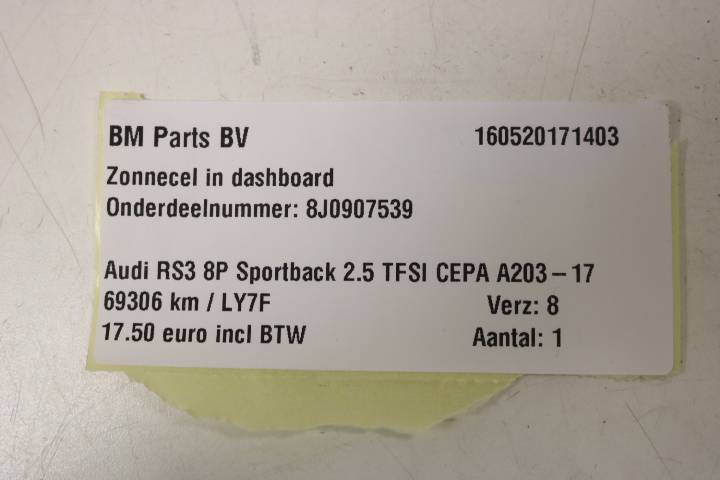 BM Parts BV 160520171403
Zonnecel in dashboard
Onderdeelnummer: 8J0907539
Audi RS3 8P Sportback 2.5 TFSI CEPA A203-17
69306 km / LY7F Verz: 8
17.50 euro incl BTW Aantal: 1